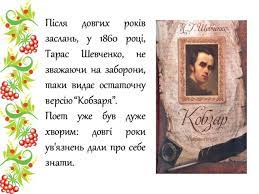 Після довгих років
заслань, у 1860 році,
Тарас Шевченко, не
зважаючи на заборони,
таки видає остаточну
версію "Кобзаря".
Поет уже був дуже
хворим: довгі роки
ув'язнень дали про себе
знати.
Т. Г. Шевченко
Кобзар